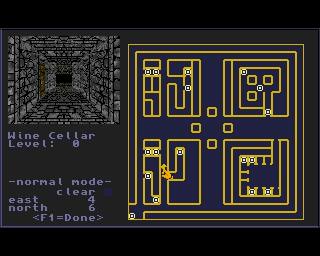 Wine Cellar
Level:  0
-normal mode-
clear
east      4
north     6
<F1=Done>